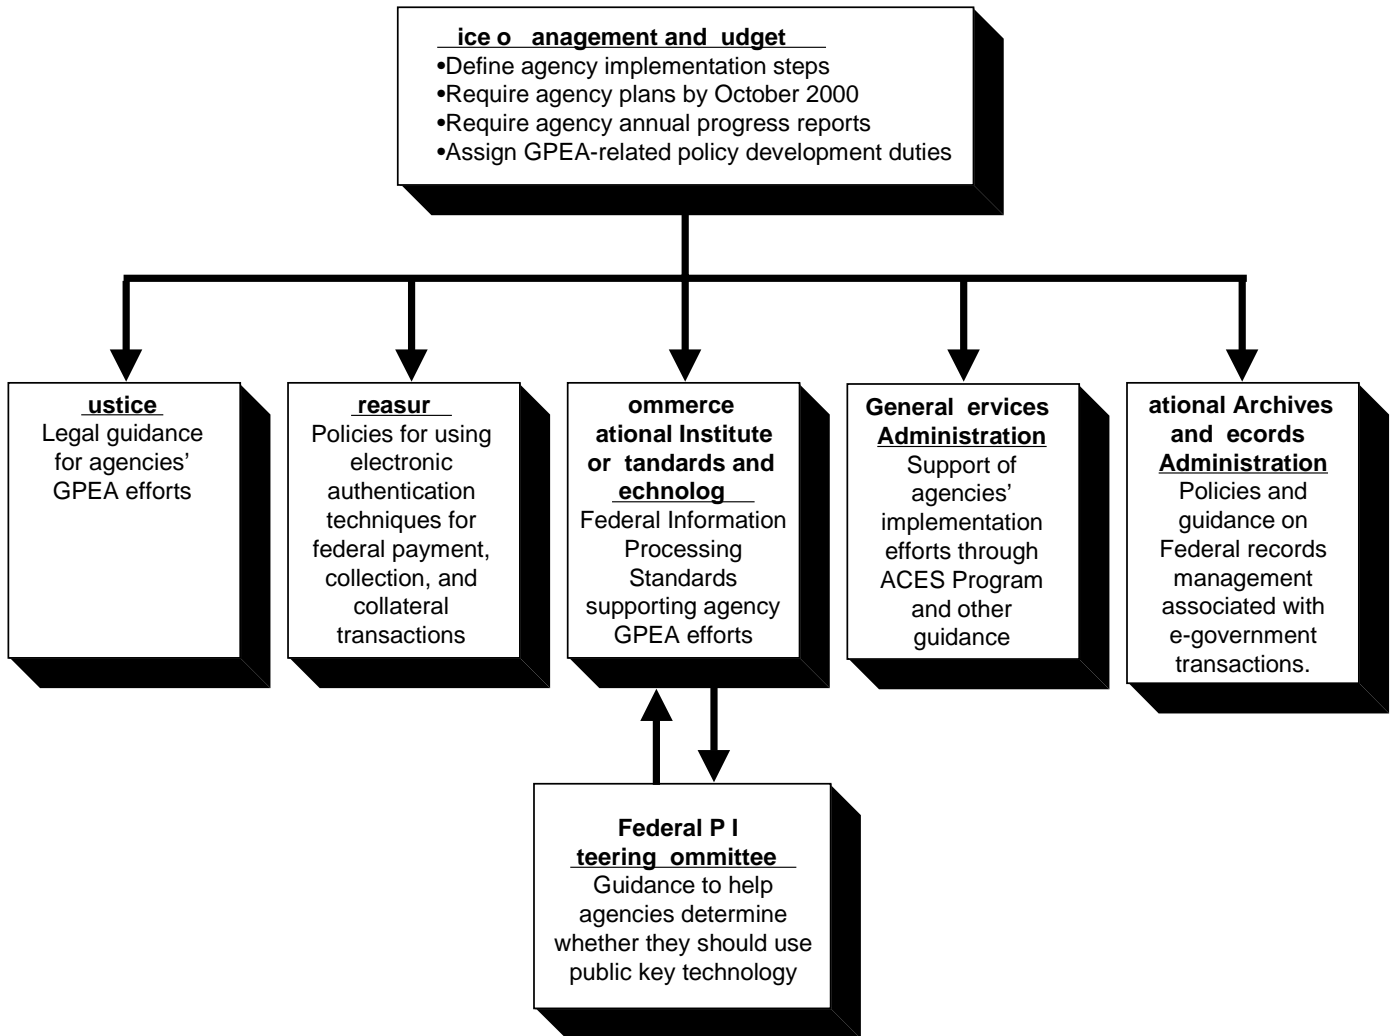 ice o anagement and udget
•Define agency implementation steps
•Require agency plans by October 2000
•Require agency annual progress reports
•Assign GPEA-related policy development duties
ustice
Legal guidance
for agencies’
GPEA efforts
reasur
Policies for using
electronic
authentication
techniques for
federal payment,
collection, and
collateral
transactions
ommerce
ational Institute
or tandards and
echnolog
Federal Information
Processing
Standards
supporting agency
GPEA efforts
General ervices
Administration
Support of
agencies’
implementation
efforts through
ACES Program
and other
guidance
ational Archives
and ecords
Administration
Policies and
guidance on
Federal records
management
associated with
e-government
transactions.
Federal P I
teering ommittee
Guidance to help
agencies determine
whether they should use
public key technology